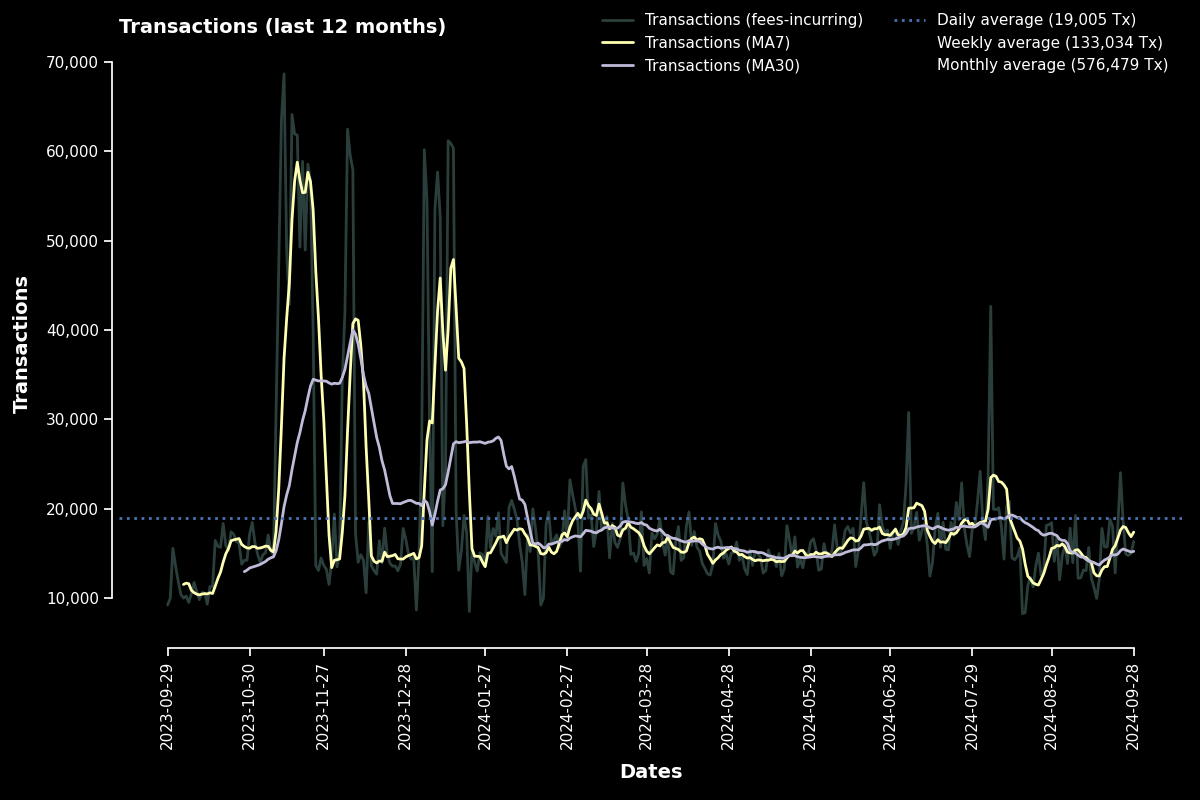 Transactions (last 12 months)
Transactions (fees-incurring)
Transactions (MA7)
Transactions (MA30)
Daily average (19,005 Tx)
Weekly average (133,034 Tx)
Monthly average (576,479 Tx)
Transactions
70,000
60,000
50,000
40,000
30,000
20,000
10,000
2023-09-29
2023-10-30
2023-11-27
2023-12-28
2024-01-27
2024-02-27
2024-03-28
2024-04-28
2024-05-29
2024-06-28
2024-07-29
2024-08-28
2024-09-28
Dates